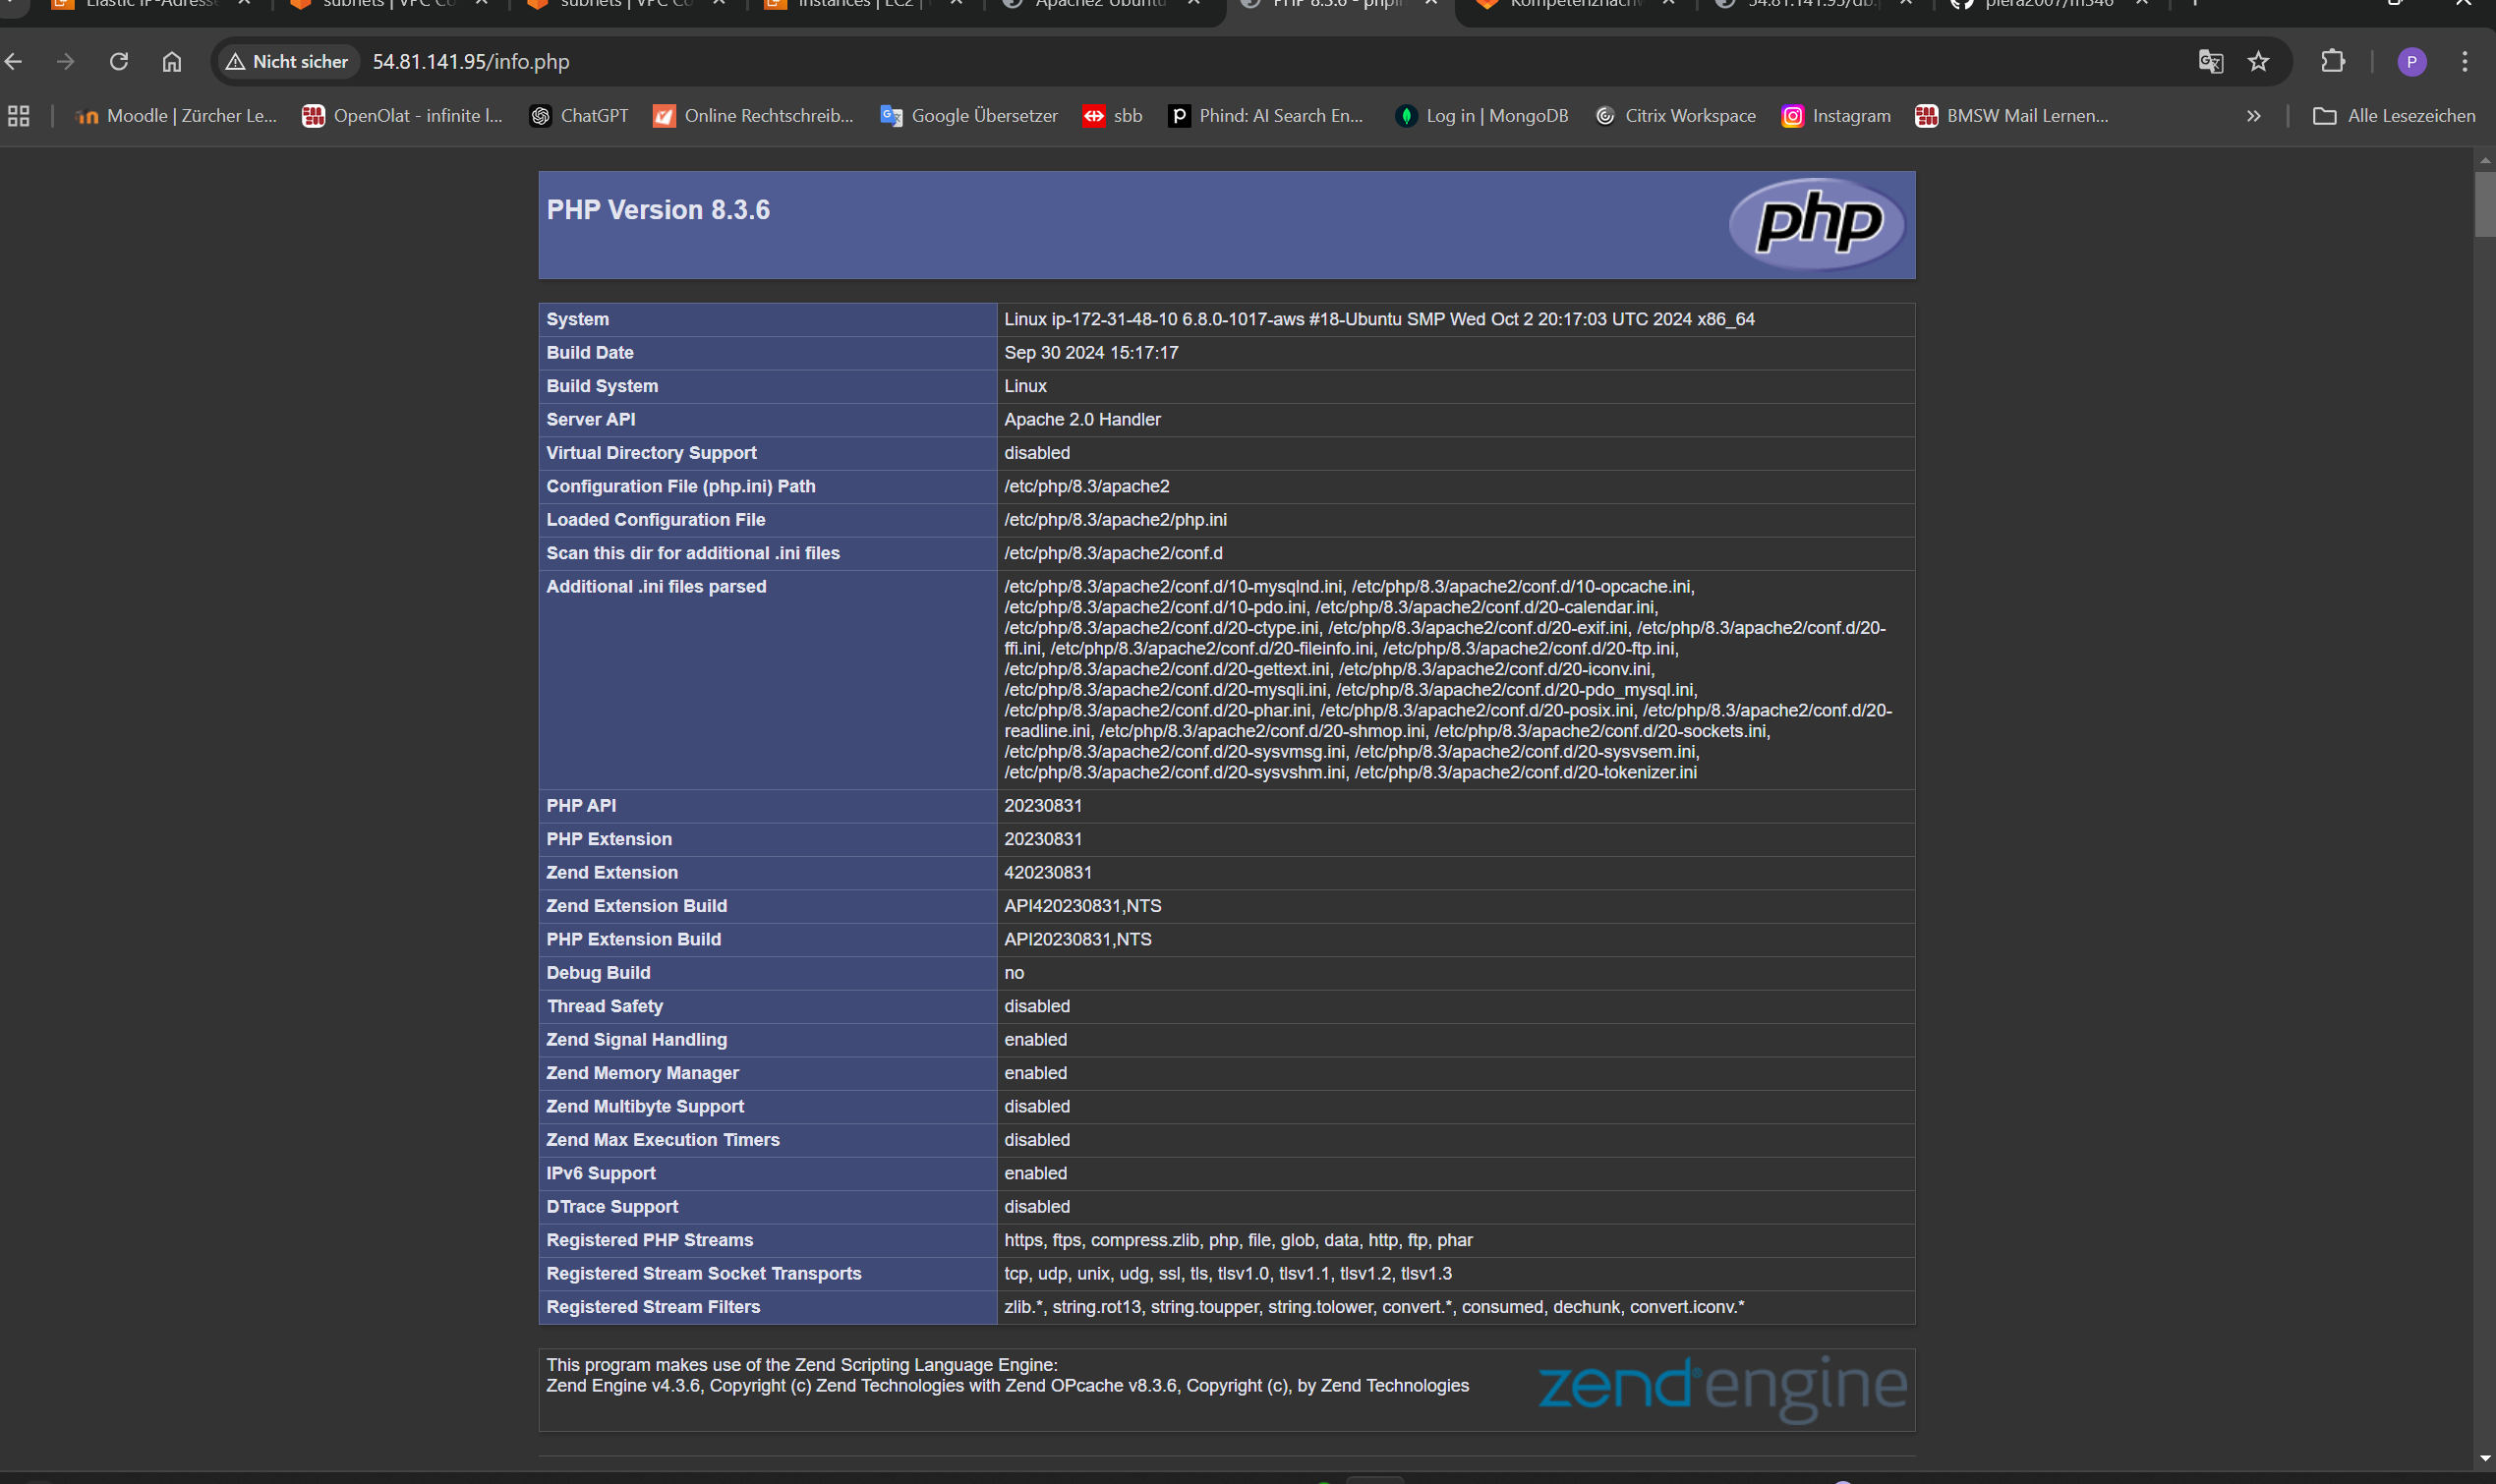 Elastic IP-Adress
subnets | VPC Co
subnets | VPC Co
Instances | EC2 |
Apache2 Ubuntu
PHP 8.3.6 - phpin
Kompetenznachw
54.81.141.95/db.p
piera2007/m346
Nicht sicher 54.81.141.95/info.php
P
Moodle | Zürcher Le... OpenOlat - infinite l... ChatGPT Online Rechtschreib... Google Übersetzer sbb Phind: AI Search En... Log in | MongoDB Citrix Workspace Instagram BMSW Mail Lernen... » Alle Lesezeichen
PHP Version 8.3.6
php
System Linux ip-172-31-48-10 6.8.0-1017-aws #18-Ubuntu SMP Wed Oct 2 20:17:03 UTC 2024 x86_64
Build Date Sep 30 2024 15:17:17
Build System Linux
Server API Apache 2.0 Handler
Virtual Directory Support disabled
Configuration File (php.ini) Path /etc/php/8.3/apache2
Loaded Configuration File /etc/php/8.3/apache2/php.ini
Scan this dir for additional .ini files /etc/php/8.3/apache2/conf.d
Additional .ini files parsed /etc/php/8.3/apache2/conf.d/10-mysqlnd.ini, /etc/php/8.3/apache2/conf.d/10-opcache.ini,
/etc/php/8.3/apache2/conf.d/10-pdo.ini, /etc/php/8.3/apache2/conf.d/20-calendar.ini,
/etc/php/8.3/apache2/conf.d/20-ctype.ini, /etc/php/8.3/apache2/conf.d/20-exif.ini, /etc/php/8.3/apache2/conf.d/20-
ffi.ini, /etc/php/8.3/apache2/conf.d/20-fileinfo.ini, /etc/php/8.3/apache2/conf.d/20-ftp.ini,
/etc/php/8.3/apache2/conf.d/20-gettext.ini, /etc/php/8.3/apache2/conf.d/20-iconv.ini,
/etc/php/8.3/apache2/conf.d/20-mysqli.ini, /etc/php/8.3/apache2/conf.d/20-pdo_mysql.ini,
/etc/php/8.3/apache2/conf.d/20-phar.ini, /etc/php/8.3/apache2/conf.d/20-posix.ini, /etc/php/8.3/apache2/conf.d/20-
readline.ini, /etc/php/8.3/apache2/conf.d/20-shmop.ini, /etc/php/8.3/apache2/conf.d/20-sockets.ini,
/etc/php/8.3/apache2/conf.d/20-sysvmsg.ini, /etc/php/8.3/apache2/conf.d/20-sysvsem.ini,
/etc/php/8.3/apache2/conf.d/20-sysvshm.ini, /etc/php/8.3/apache2/conf.d/20-tokenizer.ini
PHP API 20230831
PHP Extension 20230831
Zend Extension 420230831
Zend Extension Build API420230831,NTS
PHP Extension Build API20230831,NTS
Debug Build no
Thread Safety disabled
Zend Signal Handling enabled
Zend Memory Manager enabled
Zend Multibyte Support disabled
Zend Max Execution Timers disabled
IPv6 Support enabled
DTrace Support disabled
Registered PHP Streams https, ftps, compress.zlib, php, file, glob, data, http, ftp, phar
Registered Stream Socket Transports tcp, udp, unix, udg, ssl, tls, tlsv1.0, tlsv1.1, tlsv1.2, tlsv1.3
Registered Stream Filters zlib.*, string.rot13, string.toupper, string.tolower, convert.*, consumed, dechunk, convert.iconv.*
This program makes use of the Zend Scripting Language Engine:
Zend Engine v4.3.6, Copyright (c) Zend Technologies with Zend OPcache v8.3.6, Copyright (c), by Zend Technologies
zend®engine